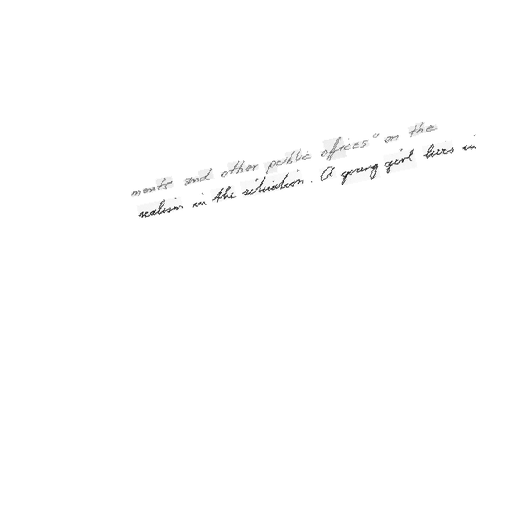 ments and other public offices" on the
realism in the situation. A young girl lives in